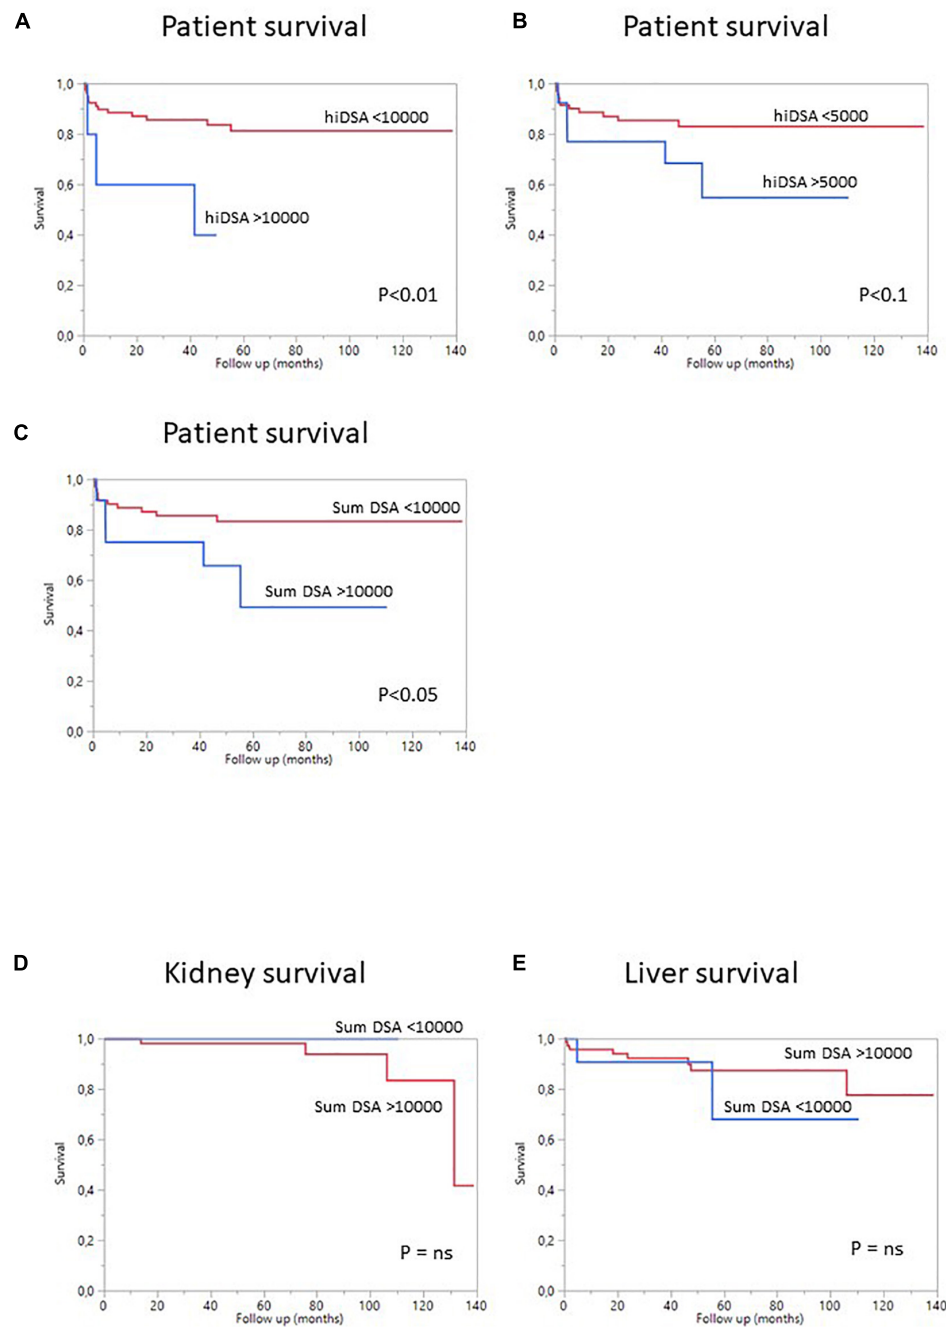 A
Patient survival
1,0
0,8
0,6
0,4
0,2
0,0
Survival
hiDSA <10000
hiDSA >10000
P<0.01
0 20 40 60 80 100 120 140
Follow up (months)
B
Patient survival
1,0
0,8
0,6
0,4
0,2
0,0
Survival
hiDSA <5000
hiDSA >5000
P<0.1
0 20 40 60 80 100 120 140
Follow up (months)
C
Patient survival
1,0
0,8
0,6
0,4
0,2
0,0
Survival
Sum DSA <10000
Sum DSA >10000
P<0.05
0 20 40 60 80 100 120 140
Follow up (months)
D
Kidney survival
1,0
0,8
0,6
0,4
0,2
0,0
Survival
Sum DSA <10000
Sum DSA >10000
P = ns
0 20 40 60 80 100 120 140
Follow up (months)
E
Liver survival
1,0
0,8
0,6
0,4
0,2
0,0
Survival
Sum DSA >10000
Sum DSA <10000
P = ns
0 20 40 60 80 100 120 140
Follow up (months)